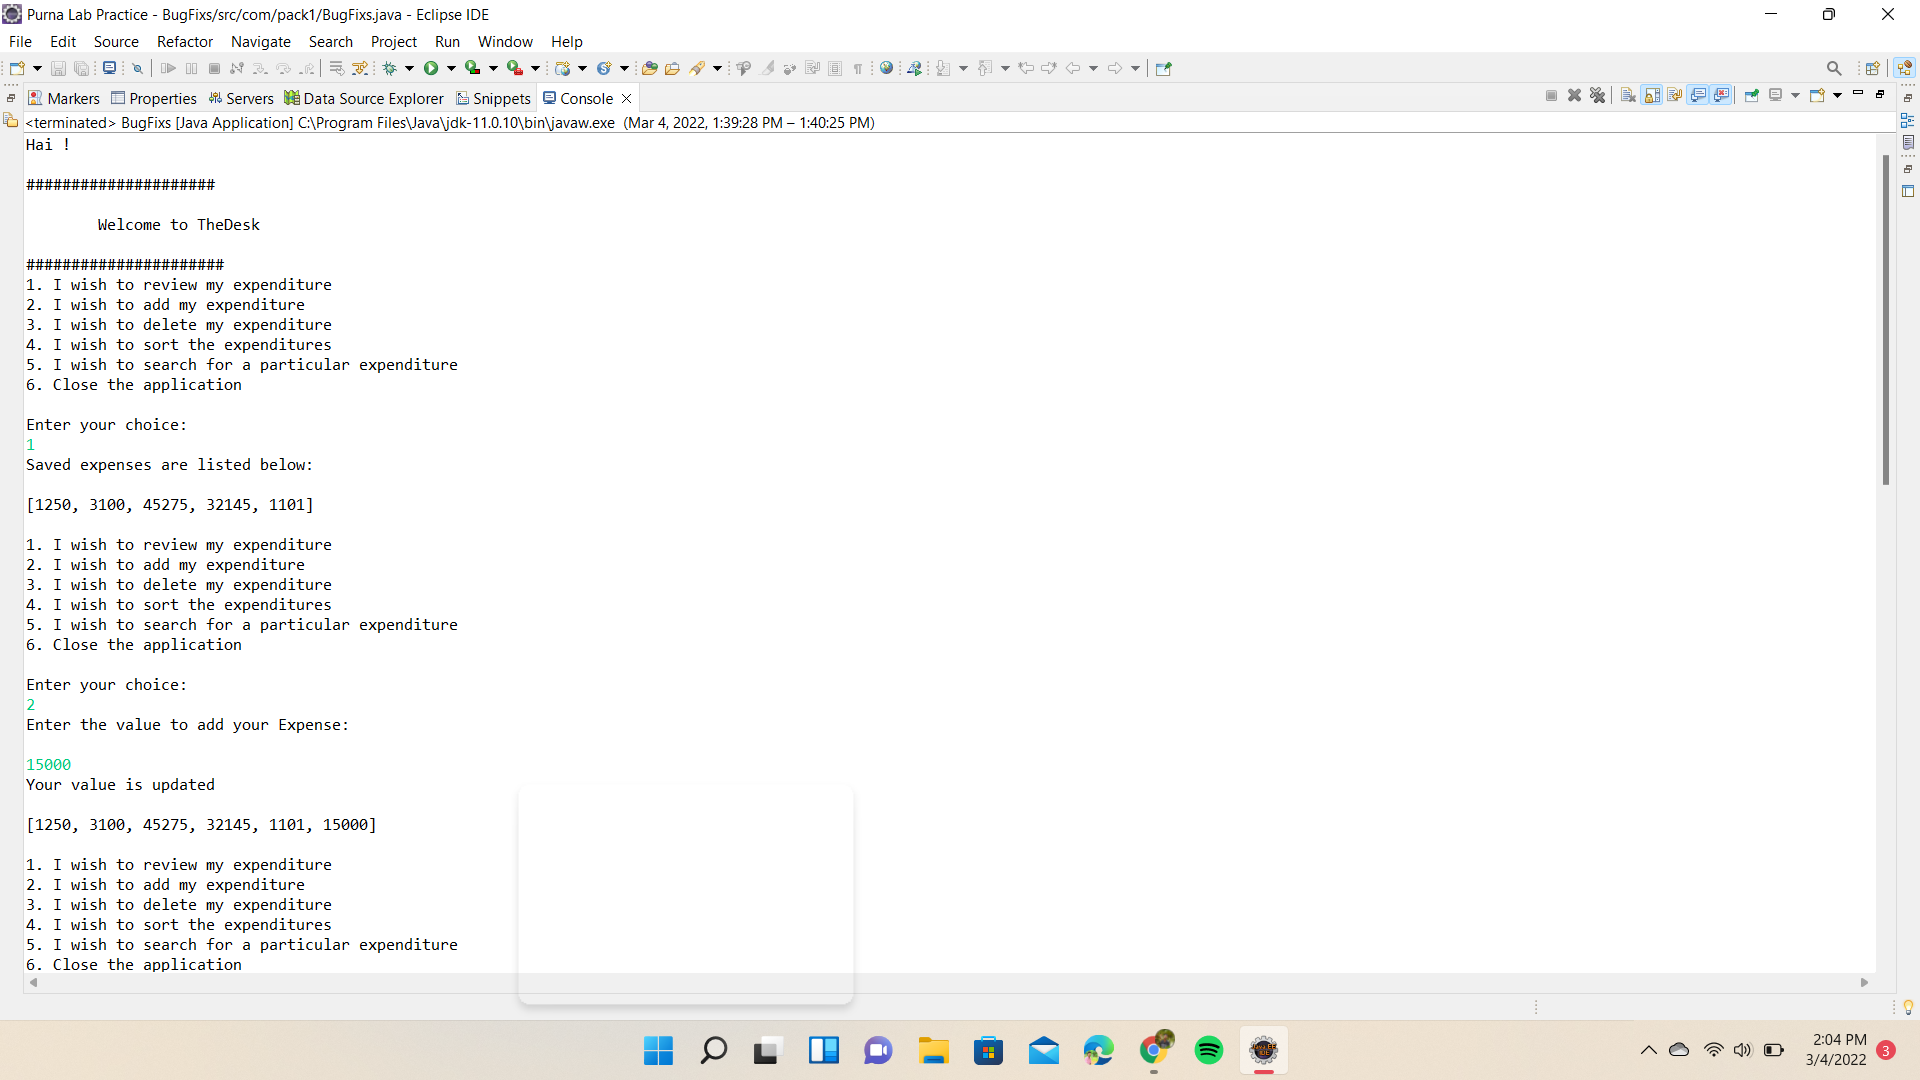 Purna Lab Practice - BugFixs/src/com/pack1/BugFixs.java - Eclipse IDE
File Edit Source Refactor Navigate Search Project Run Window Help
Markers Properties Servers Data Source Explorer Snippets Console
<terminated> BugFixs [Java Application] C:\Program Files\Java\jdk-11.0.10\bin\javaw.exe (Mar 4, 2022, 1:39:28 PM – 1:40:25 PM)
Hai !
#####################
Welcome to TheDesk
######################
1. I wish to review my expenditure
2. I wish to add my expenditure
3. I wish to delete my expenditure
4. I wish to sort the expenditures
5. I wish to search for a particular expenditure
6. Close the application
Enter your choice:
1
Saved expenses are listed below:
[1250, 3100, 45275, 32145, 1101]
1. I wish to review my expenditure
2. I wish to add my expenditure
3. I wish to delete my expenditure
4. I wish to sort the expenditures
5. I wish to search for a particular expenditure
6. Close the application
Enter your choice:
2
Enter the value to add your Expense:
15000
Your value is updated
[1250, 3100, 45275, 32145, 1101, 15000]
1. I wish to review my expenditure
2. I wish to add my expenditure
3. I wish to delete my expenditure
4. I wish to sort the expenditures
5. I wish to search for a particular expenditure
6. Close the application
2:04 PM
3/4/2022
3